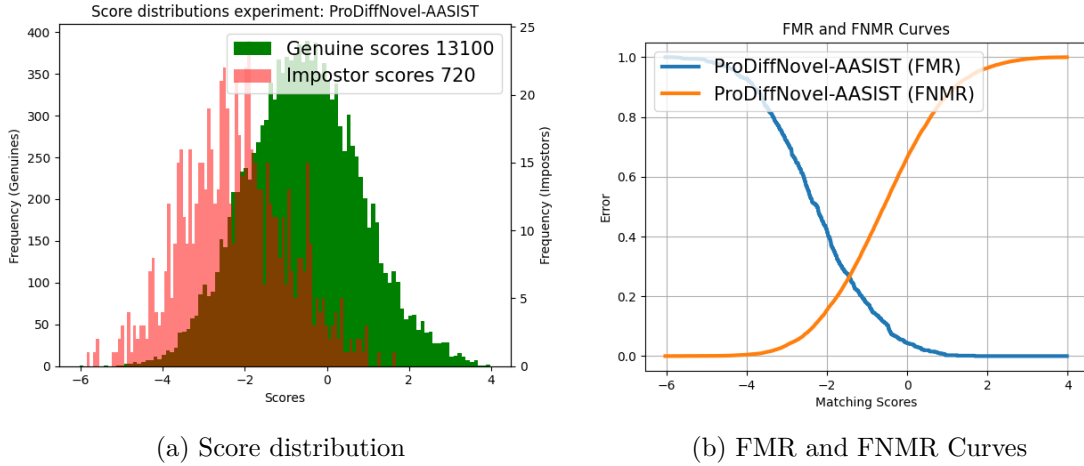 Score distributions experiment: ProDiffNovel-AASIST
Genuine scores 13100
Impostor scores 720
Frequency (Genuines)
400
350
300
250
200
150
100
50
0
−6 −4 −2 0 2 4
Scores
25
20
15
10
5
0
Frequency (Impostors)
(a) Score distribution
FMR and FNMR Curves
ProDiffNovel-AASIST (FMR)
ProDiffNovel-AASIST (FNMR)
Error
1.0
0.8
0.6
0.4
0.2
0.0
−6 −4 −2 0 2 4
Matching Scores
(b) FMR and FNMR Curves